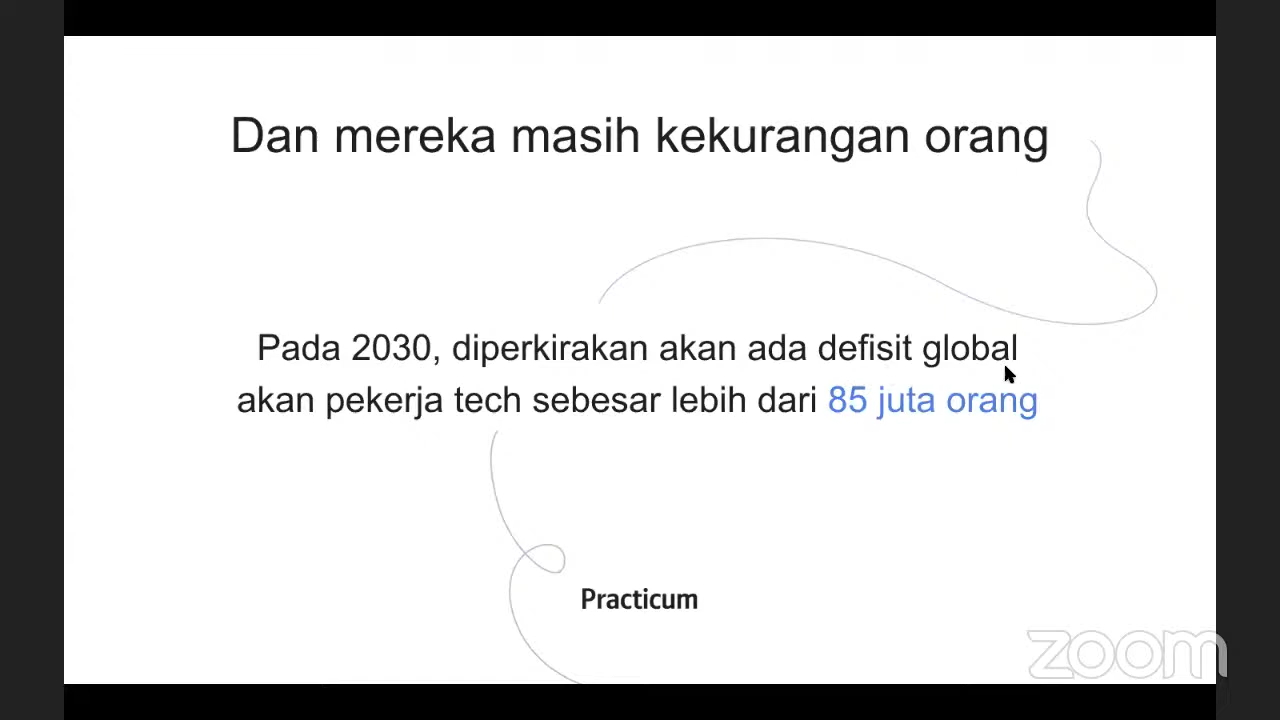 Dan mereka masih kekurangan orang
Pada 2030, diperkirakan akan ada defisit global
akan pekerja tech sebesar lebih dari 85 juta orang
Practicum
zoom